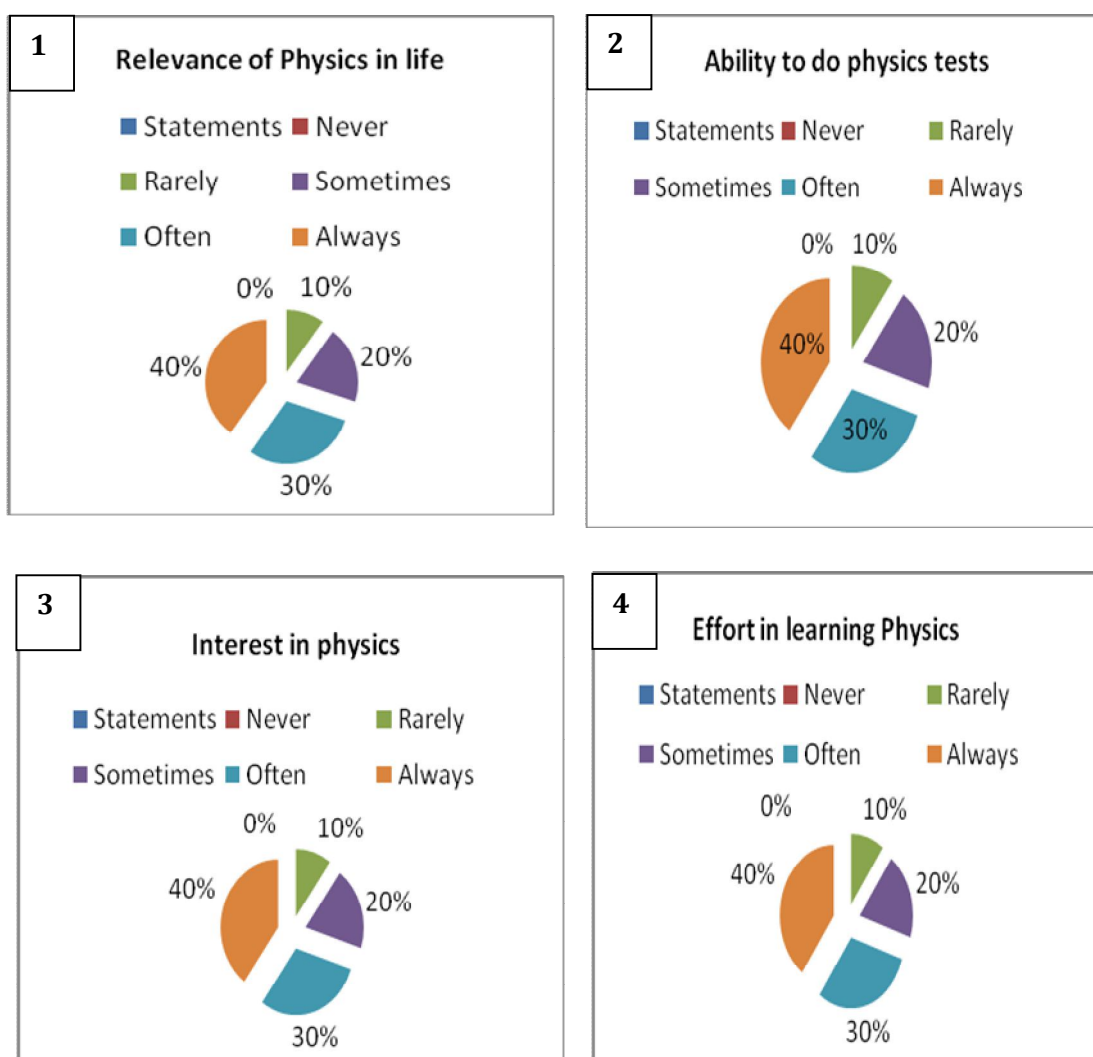 1
Relevance of Physics in life
Statements Never
Rarely Sometimes
Often Always
0% 10%
40% 20%
30%
2
Ability to do physics tests
Statements Never Rarely
Sometimes Often Always
0% 10%
40% 20%
30%
3
Interest in physics
Statements Never Rarely
Sometimes Often Always
0% 10%
40% 20%
30%
4
Effort in learning Physics
Statements Never Rarely
Sometimes Often Always
0% 10%
40% 20%
30%